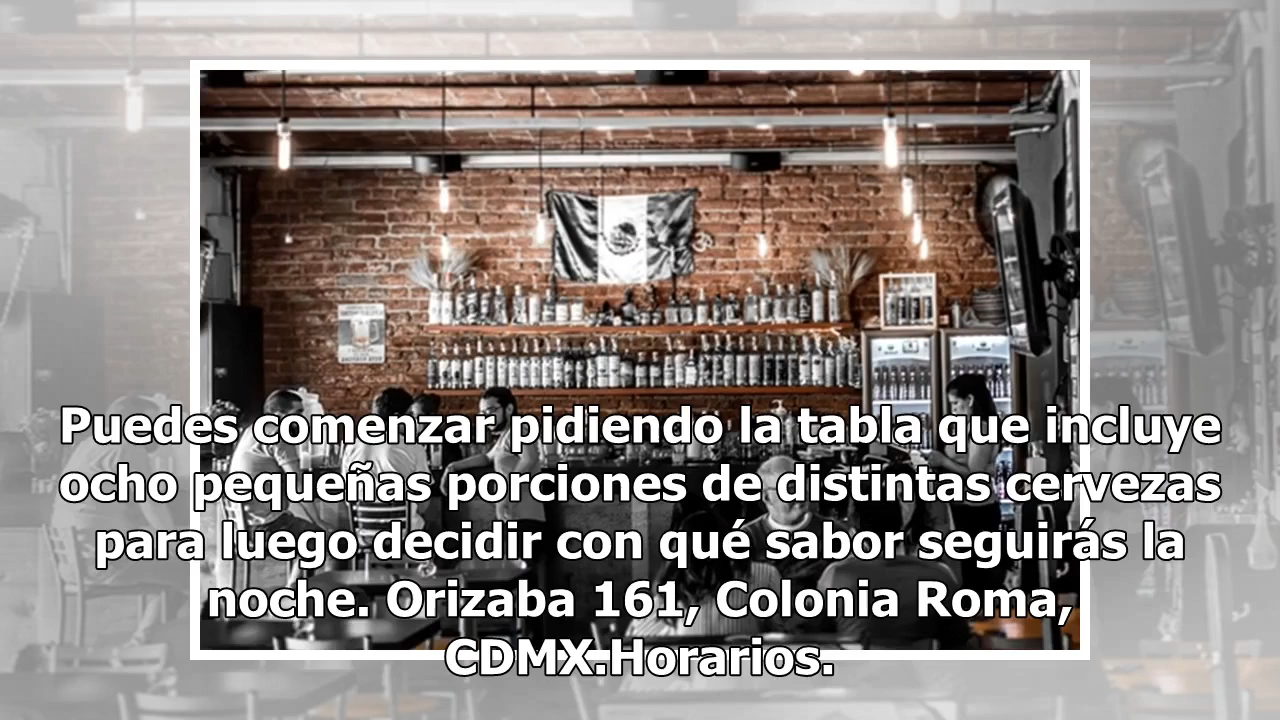 Puedes comenzar pidiendo la tabla que incluye
ocho pequeñas porciones de distintas cervezas
para luego decidir con qué sabor seguirás la
noche. Orizaba 161, Colonia Roma,
CDMX.Horarios.